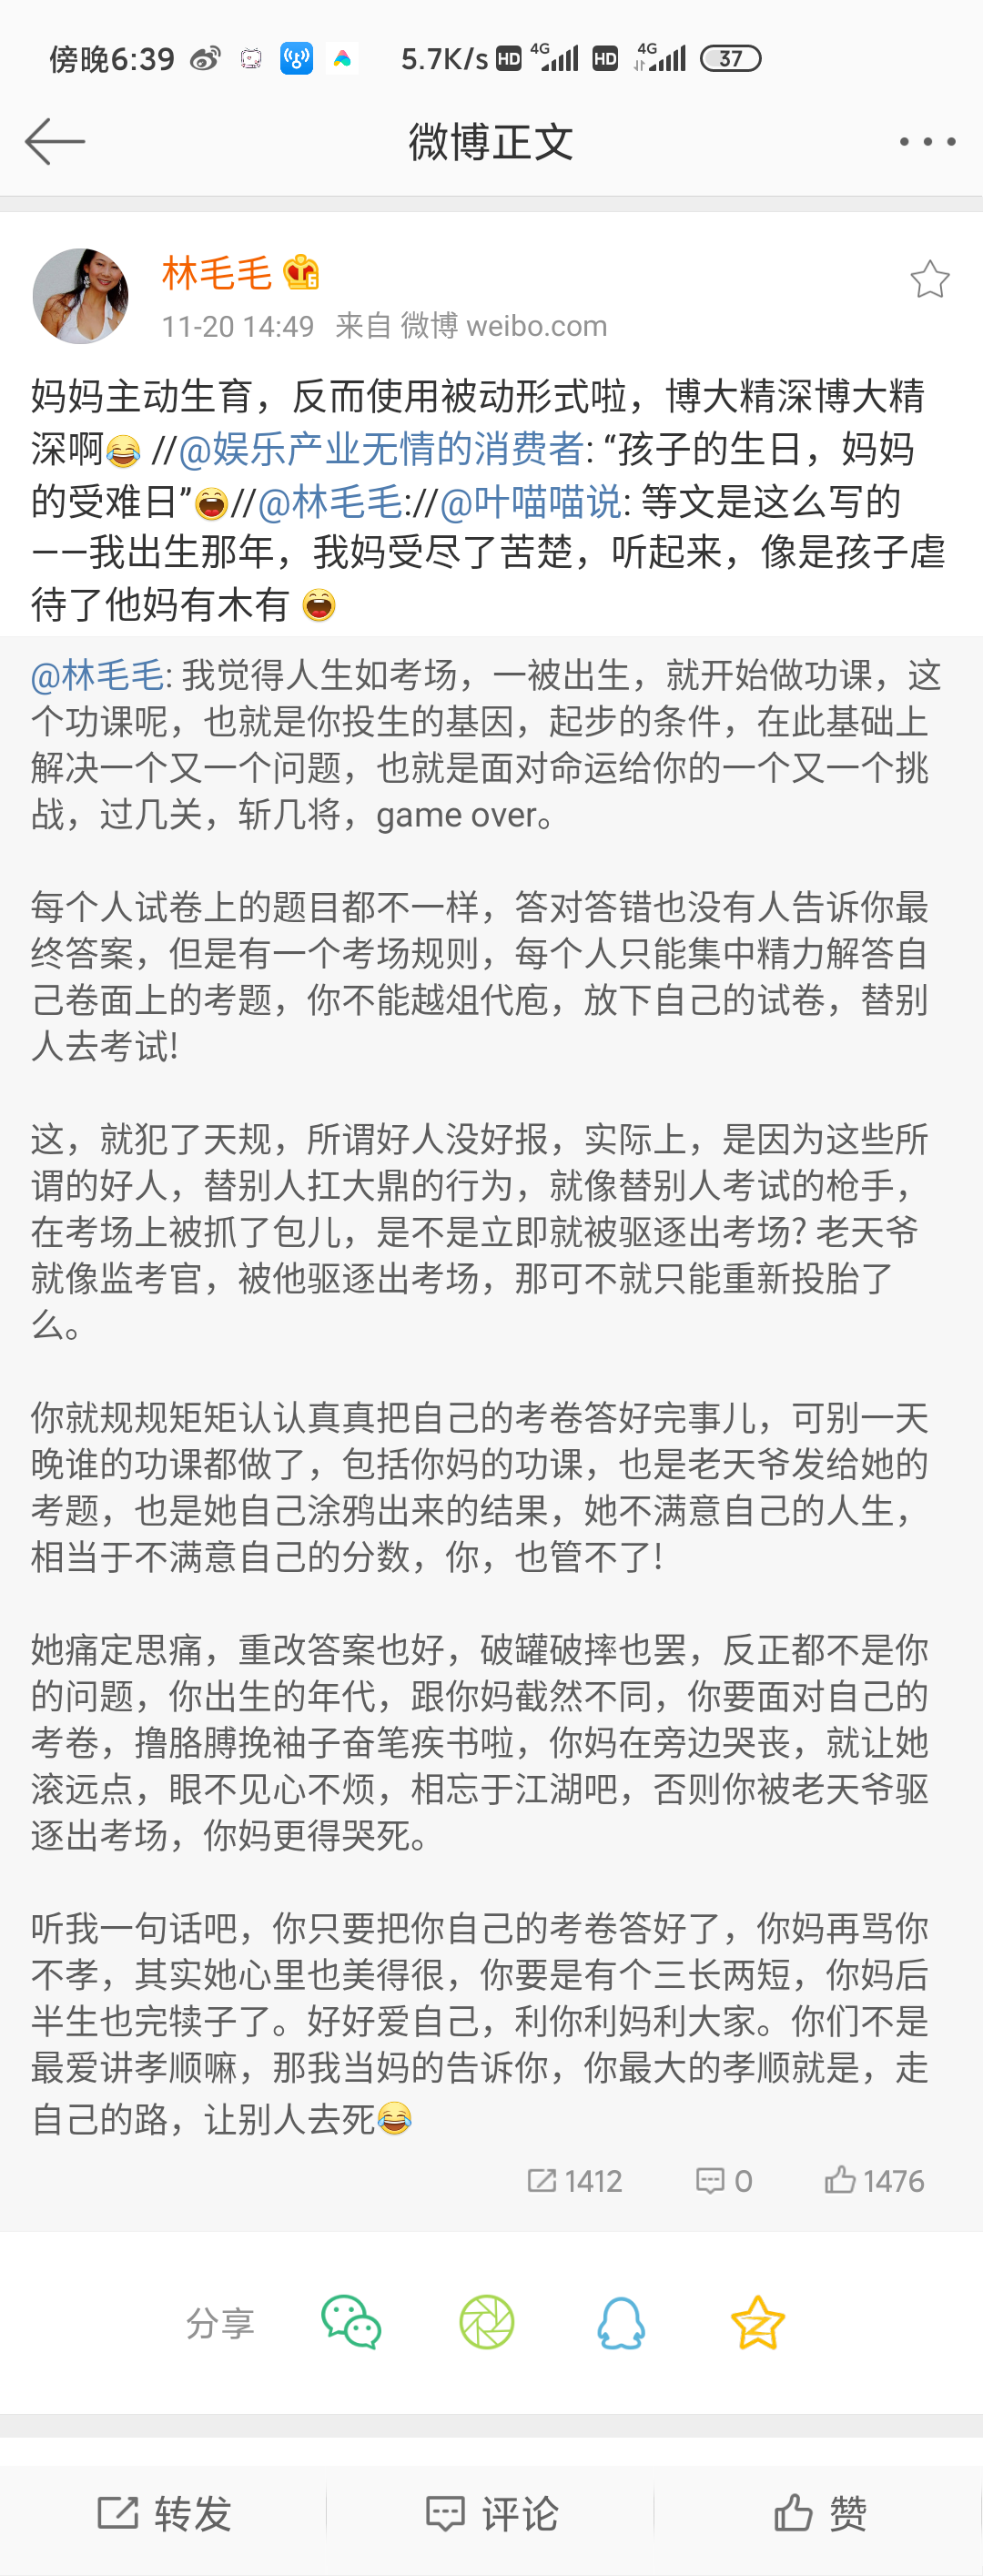 傍晚6:39 5.7K/s HD 4G HD 4G 37
微博正文
林毛毛 6
11-20 14:49 来自 微博 weibo.com
妈妈主动生育，反而使用被动形式啦，博大精深博大精
深啊😂 //@娱乐产业无情的消费者: “孩子的生日，妈妈
的受难日”😄//@林毛毛://@叶喵喵说: 等文是这么写的
——我出生那年，我妈受尽了苦楚，听起来，像是孩子虐
待了他妈有木有 😄
@林毛毛: 我觉得人生如考场，一被出生，就开始做功课，这
个功课呢，也就是你投生的基因，起步的条件，在此基础上
解决一个又一个问题，也就是面对命运给你的一个又一个挑
战，过几关，斩几将，game over。
每个人试卷上的题目都不一样，答对答错也没有人告诉你最
终答案，但是有一个考场规则，每个人只能集中精力解答自
己卷面上的考题，你不能越俎代庖，放下自己的试卷，替别
人去考试!
这，就犯了天规，所谓好人没好报，实际上，是因为这些所
谓的好人，替别人扛大鼎的行为，就像替别人考试的枪手，
在考场上被抓了包儿，是不是立即就被驱逐出考场? 老天爷
就像监考官，被他驱逐出考场，那可不就只能重新投胎了
么。
你就规规矩矩认认真真把自己的考卷答好完事儿，可别一天
晚谁的功课都做了，包括你妈的功课，也是老天爷发给她的
考题，也是她自己涂鸦出来的结果，她不满意自己的人生，
相当于不满意自己的分数，你，也管不了!
她痛定思痛，重改答案也好，破罐破摔也罢，反正都不是你
的问题，你出生的年代，跟你妈截然不同，你要面对自己的
考卷，撸胳膊挽袖子奋笔疾书啦，你妈在旁边哭丧，就让她
滚远点，眼不见心不烦，相忘于江湖吧，否则你被老天爷驱
逐出考场，你妈更得哭死。
听我一句话吧，你只要把你自己的考卷答好了，你妈再骂你
不孝，其实她心里也美得很，你要是有个三长两短，你妈后
半生也完犊子了。好好爱自己，利你利妈利大家。你们不是
最爱讲孝顺嘛，那我当妈的告诉你，你最大的孝顺就是，走
自己的路，让别人去死😂
1412 0 1476
分享
转发 评论 赞